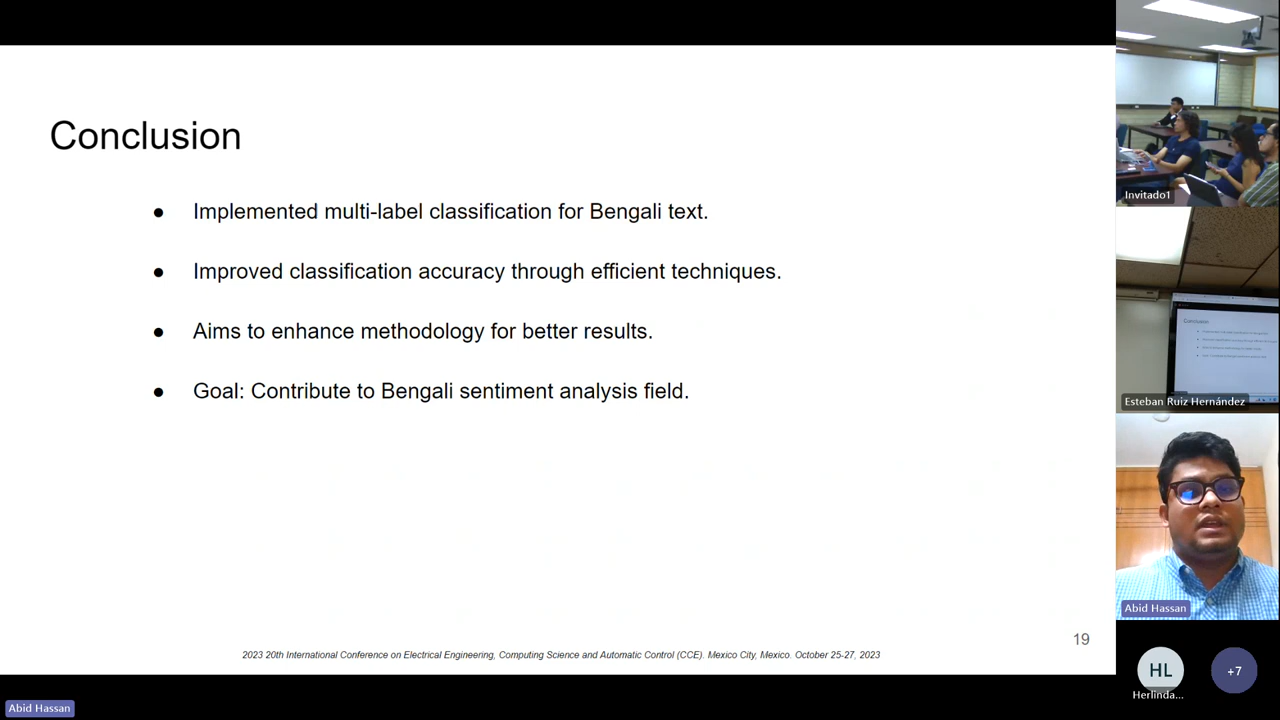 Conclusion
● Implemented multi-label classification for Bengali text.
● Improved classification accuracy through efficient techniques.
● Aims to enhance methodology for better results.
● Goal: Contribute to Bengali sentiment analysis field.
19
2023 20th International Conference on Electrical Engineering, Computing Science and Automatic Control (CCE). Mexico City, Mexico. October 25-27, 2023
Abid Hassan
Invitado1
Conclusion
Esteban Ruiz Hernández
Abid Hassan
HL
+7
Herlinda...